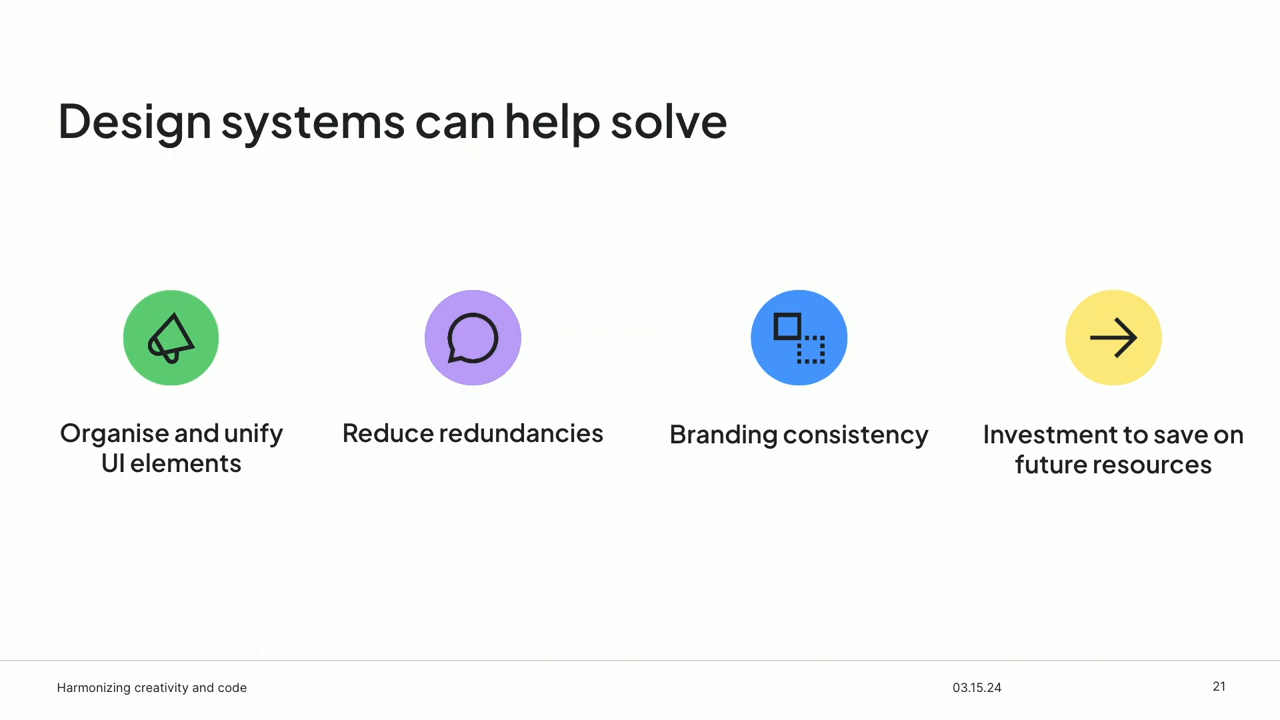 Design systems can help solve
Organise and unify
UI elements
Reduce redundancies
Branding consistency
Investment to save on
future resources
Harmonizing creativity and code
03.15.24
21